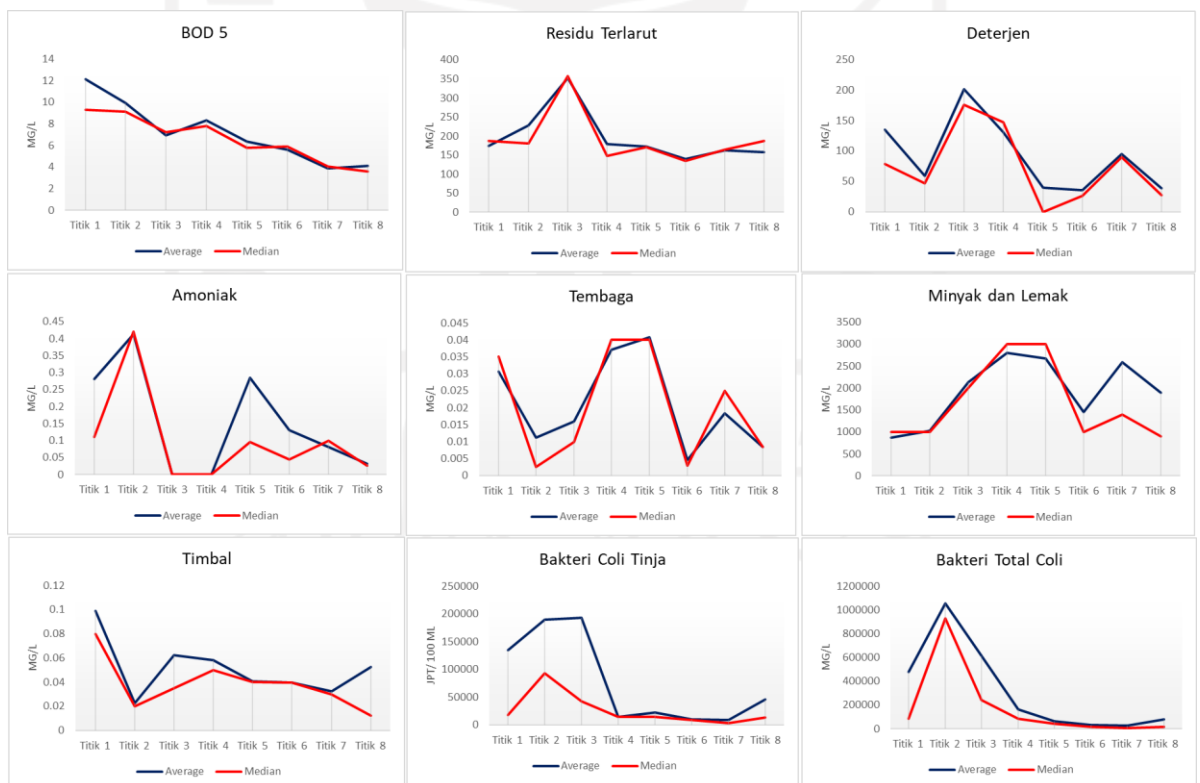 BOD 5
14
12
10
8
6
4
2
0
MG/L
Titik 1 Titik 2 Titik 3 Titik 4 Titik 5 Titik 6 Titik 7 Titik 8
Average Median
Residu Terlarut
400
350
300
250
200
150
100
50
0
MG/L
Titik 1 Titik 2 Titik 3 Titik 4 Titik 5 Titik 6 Titik 7 Titik 8
Average Median
Deterjen
250
200
150
100
50
0
MG/L
Titik 1 Titik 2 Titik 3 Titik 4 Titik 5 Titik 6 Titik 7 Titik 8
Average Median
Amoniak
0.45
0.4
0.35
0.3
0.25
0.2
0.15
0.1
0.05
0
MG/L
Titik 1 Titik 2 Titik 3 Titik 4 Titik 5 Titik 6 Titik 7 Titik 8
Average Median
Tembaga
0.045
0.04
0.035
0.03
0.025
0.02
0.015
0.01
0.005
0
MG/L
Titik 1 Titik 2 Titik 3 Titik 4 Titik 5 Titik 6 Titik 7 Titik 8
Average Median
Minyak dan Lemak
3500
3000
2500
2000
1500
1000
500
0
MG/L
Titik 1 Titik 2 Titik 3 Titik 4 Titik 5 Titik 6 Titik 7 Titik 8
Average Median
Timbal
0.12
0.1
0.08
0.06
0.04
0.02
0
MG/L
Titik 1 Titik 2 Titik 3 Titik 4 Titik 5 Titik 6 Titik 7 Titik 8
Average Median
Bakteri Coli Tinja
250000
200000
150000
100000
50000
0
JPT/ 100 ML
Titik 1 Titik 2 Titik 3 Titik 4 Titik 5 Titik 6 Titik 7 Titik 8
Average Median
Bakteri Total Coli
1200000
1000000
800000
600000
400000
200000
0
MG/L
Titik 1 Titik 2 Titik 3 Titik 4 Titik 5 Titik 6 Titik 7 Titik 8
Average Median